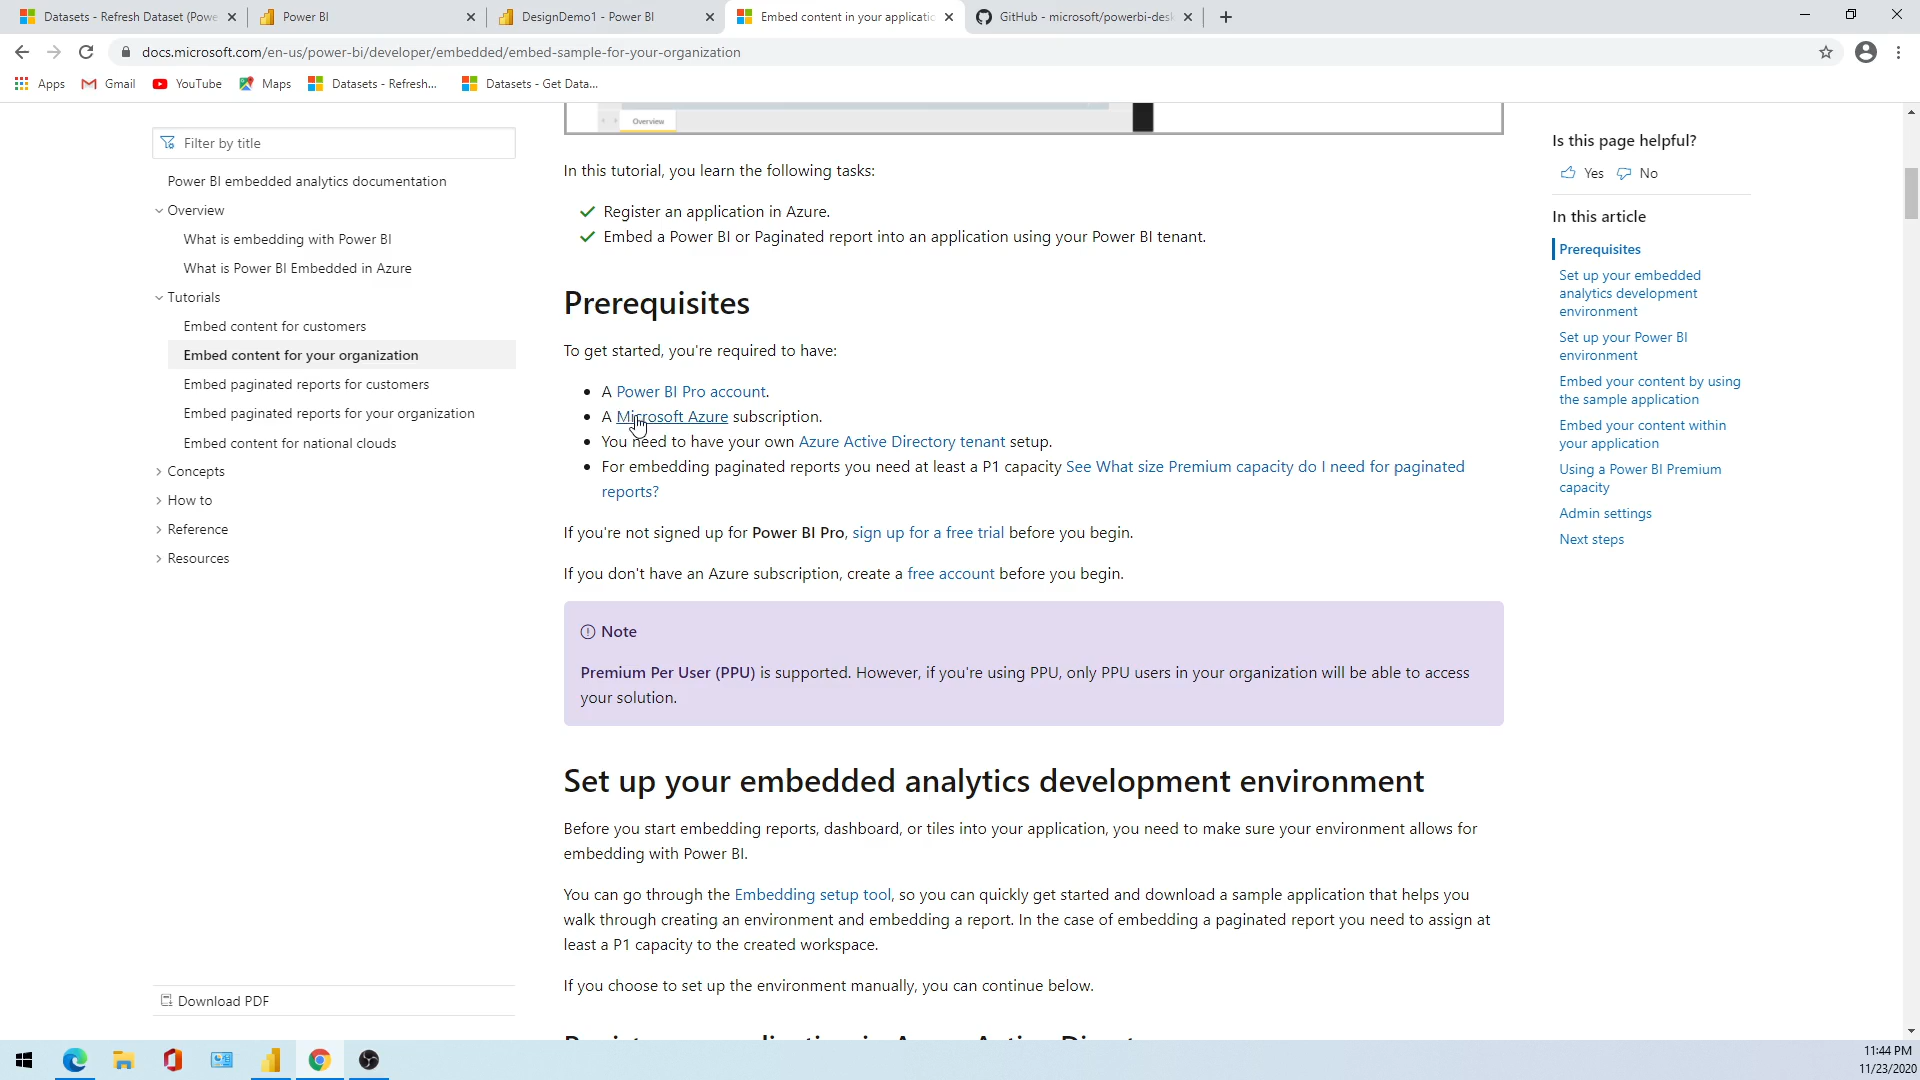 Datasets - Refresh Dataset (Powe
Power BI
DesignDemo1 - Power BI
Embed content in your applicatio
GitHub - microsoft/powerbi-desk
docs.microsoft.com/en-us/power-bi/developer/embedded/embed-sample-for-your-organization
Apps
Gmail
YouTube
Maps
Datasets - Refresh...
Datasets - Get Data...
Filter by title
Power BI embedded analytics documentation
Overview
What is embedding with Power BI
What is Power BI Embedded in Azure
Tutorials
Embed content for customers
Embed content for your organization
Embed paginated reports for customers
Embed paginated reports for your organization
Embed content for national clouds
Concepts
How to
Reference
Resources
Download PDF
Overview
In this tutorial, you learn the following tasks:
Register an application in Azure.
Embed a Power BI or Paginated report into an application using your Power BI tenant.
Prerequisites
To get started, you're required to have:
• A Power BI Pro account.
• A Microsoft Azure subscription.
• You need to have your own Azure Active Directory tenant setup.
• For embedding paginated reports you need at least a P1 capacity See What size Premium capacity do I need for paginated
reports?
If you're not signed up for Power BI Pro, sign up for a free trial before you begin.
If you don't have an Azure subscription, create a free account before you begin.
Note
Premium Per User (PPU) is supported. However, if you're using PPU, only PPU users in your organization will be able to access
your solution.
Set up your embedded analytics development environment
Before you start embedding reports, dashboard, or tiles into your application, you need to make sure your environment allows for
embedding with Power BI.
You can go through the Embedding setup tool, so you can quickly get started and download a sample application that helps you
walk through creating an environment and embedding a report. In the case of embedding a paginated report you need to assign at
least a P1 capacity to the created workspace.
If you choose to set up the environment manually, you can continue below.
Is this page helpful?
Yes
No
In this article
Prerequisites
Set up your embedded
analytics development
environment
Set up your Power BI
environment
Embed your content by using
the sample application
Embed your content within
your application
Using a Power BI Premium
capacity
Admin settings
Next steps
11:44 PM
11/23/2020